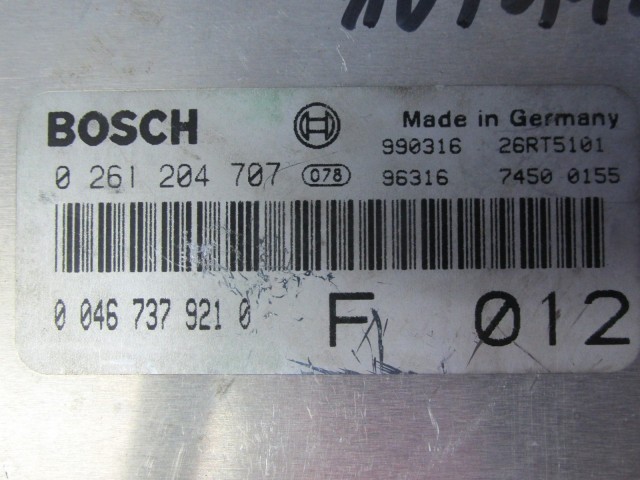 BOSCH Made in Germany
990316 26RT5101
0 261 204 707 078 96316 7450 0155
0 046 737 921 0 F 012